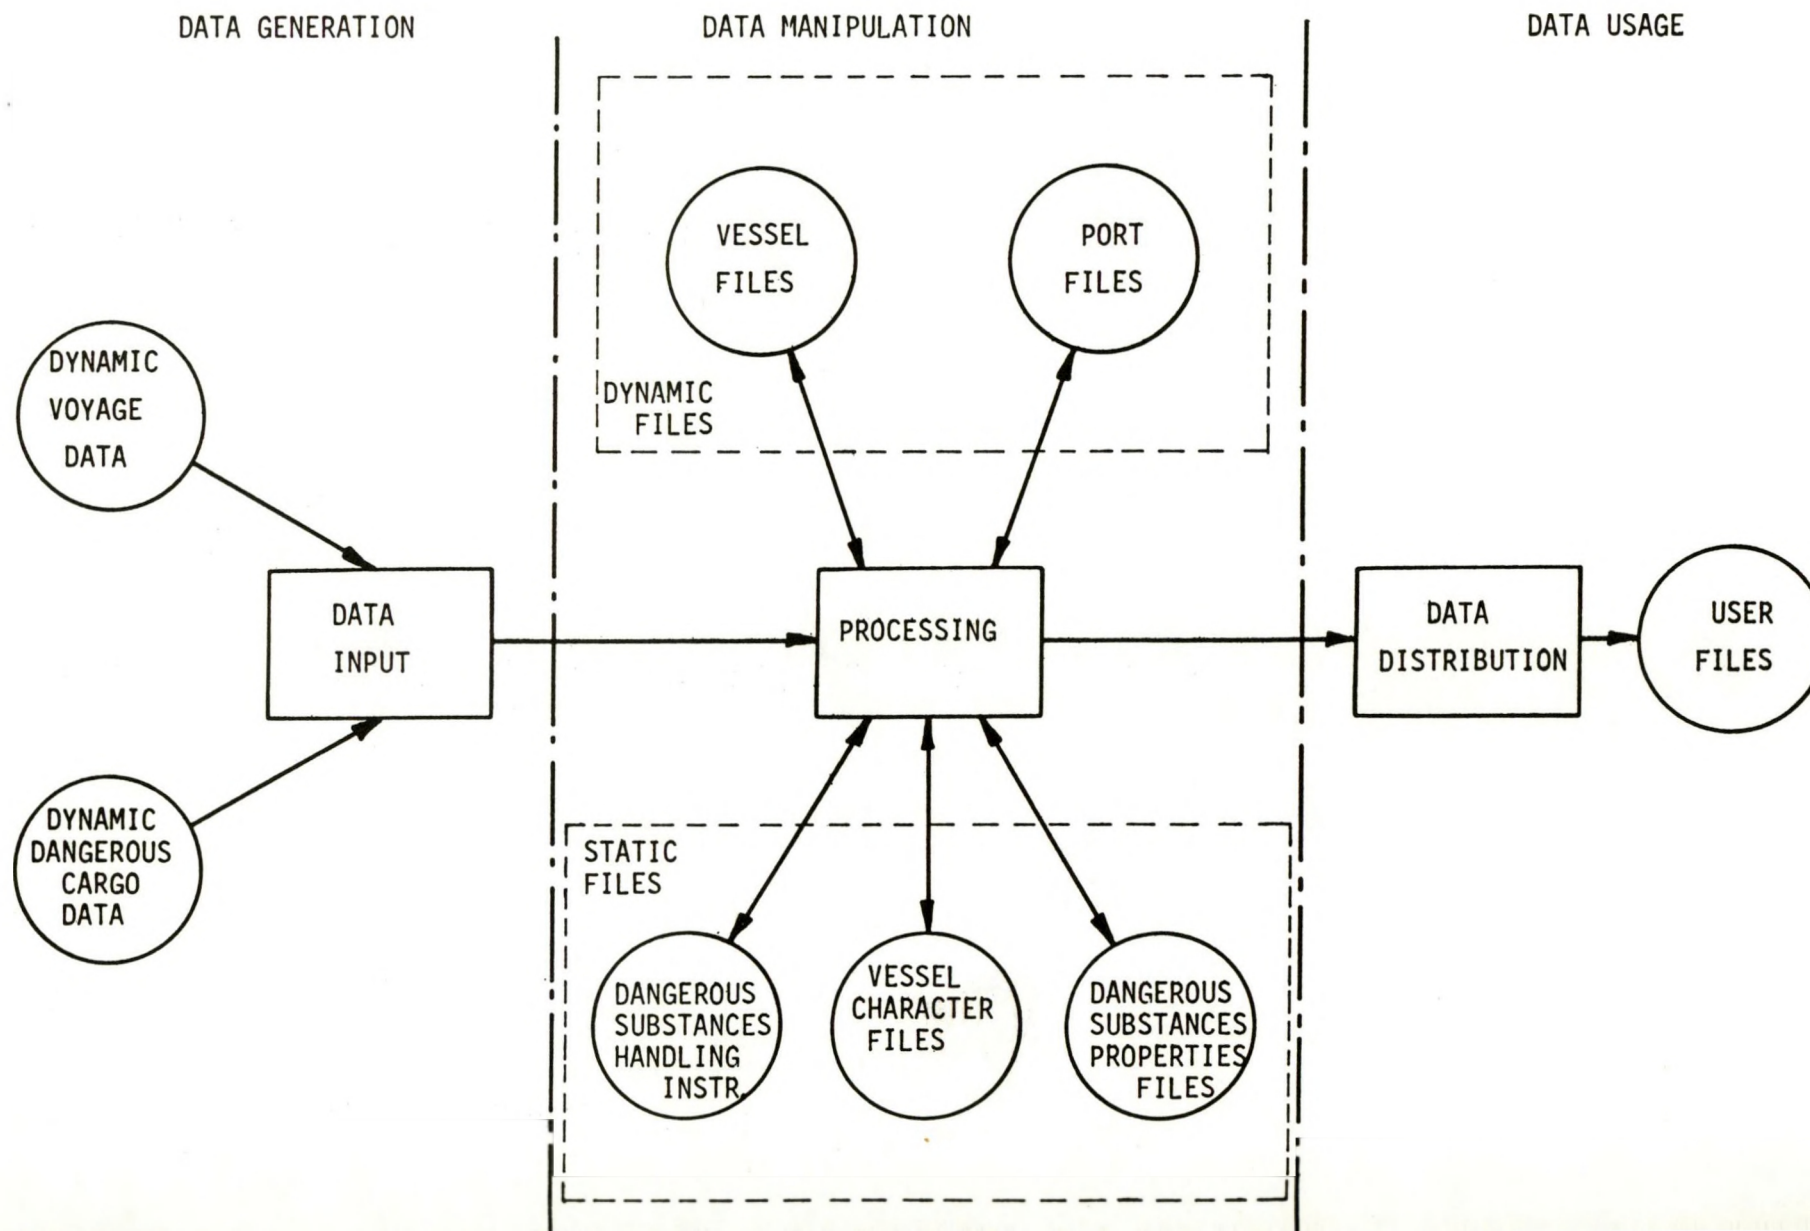 DATA GENERATION
DATA MANIPULATION
DATA USAGE
VESSEL
FILES
PORT
FILES
DYNAMIC
FILES
DYNAMIC
VOYAGE
DATA
DATA
INPUT
PROCESSING
DATA
DISTRIBUTION
USER
FILES
DYNAMIC
DANGEROUS
CARGO
DATA
STATIC
FILES
DANGEROUS
SUBSTANCES
HANDLING
INSTR.
VESSEL
CHARACTER
FILES
DANGEROUS
SUBSTANCES
PROPERTIES
FILES